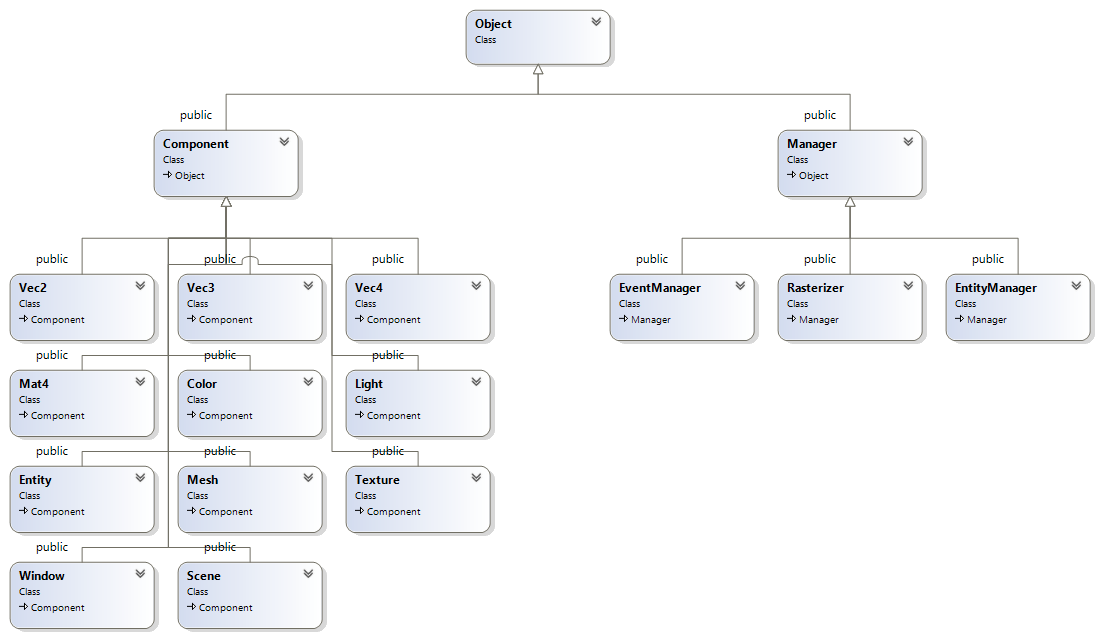 Object
Class
public
public
Component
Class
Object
Manager
Class
Object
public
public
public
public
public
public
Vec2
Class
Component
Vec3
Class
Component
Vec4
Class
Component
EventManager
Class
Manager
Rasterizer
Class
Manager
EntityManager
Class
Manager
public
public
public
Mat4
Class
Component
Color
Class
Component
Light
Class
Component
public
public
public
Entity
Class
Component
Mesh
Class
Component
Texture
Class
Component
public
public
Window
Class
Component
Scene
Class
Component